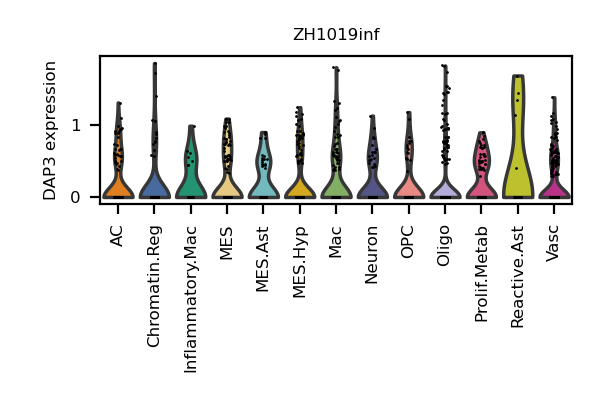 ZH1019inf
DAP3 expression
1
0
AC
Chromatin.Reg
Inflammatory.Mac
MES
MES.Ast
MES.Hyp
Mac
Neuron
OPC
Oligo
Prolif.Metab
Reactive.Ast
Vasc